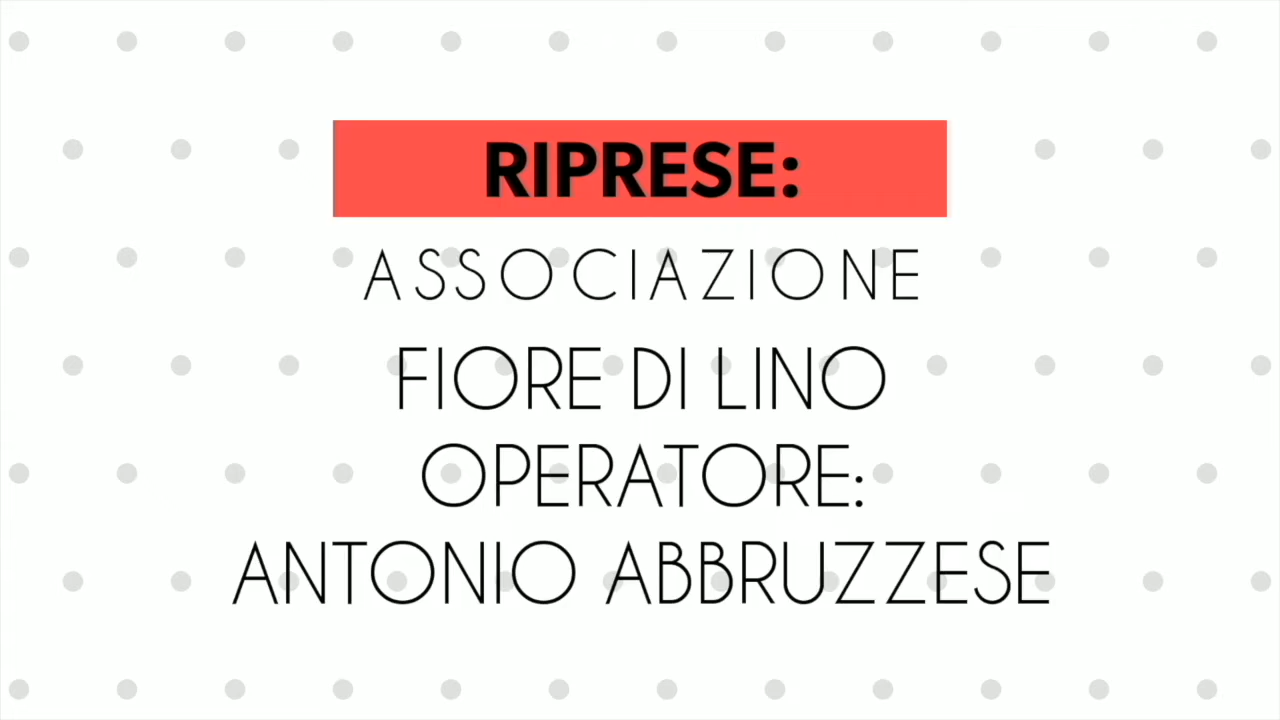 RIPRESE:
ASSOCIAZIONE
FIORE DI LINO
OPERATORE:
ANTONIO ABBRUZZESE